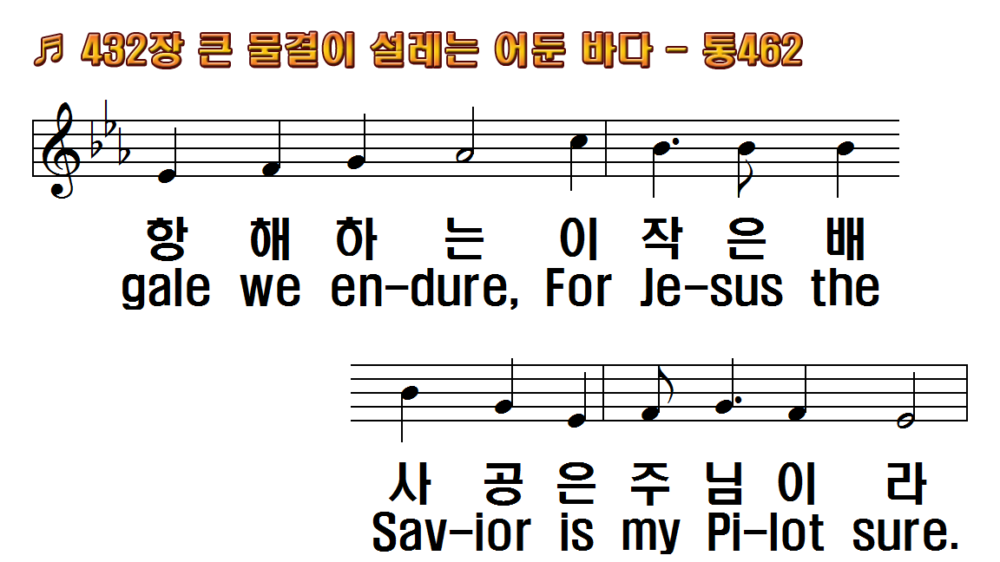 ♬ 432장 큰 물결이 설레는 어둔 바다 - 통462
항 해 하 는 이 작 은 배
gale we en-dure, For Je-sus the
사 공 은 주 님 이 라
Sav-ior is my Pi-lot sure.